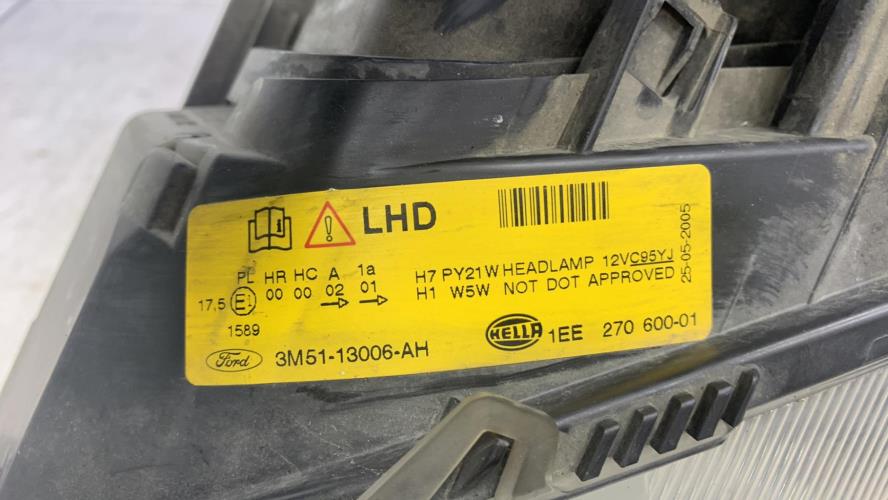 i LHD
PL HR HC A 1a H7 PY21W HEADLAMP 12V C95YJ
17,5 E1 00 00 02 01 H1 W5W NOT DOT APPROVED
1589
Ford 3M51-13006-AH HELLA 1EE 270 600-01
25-05-2005